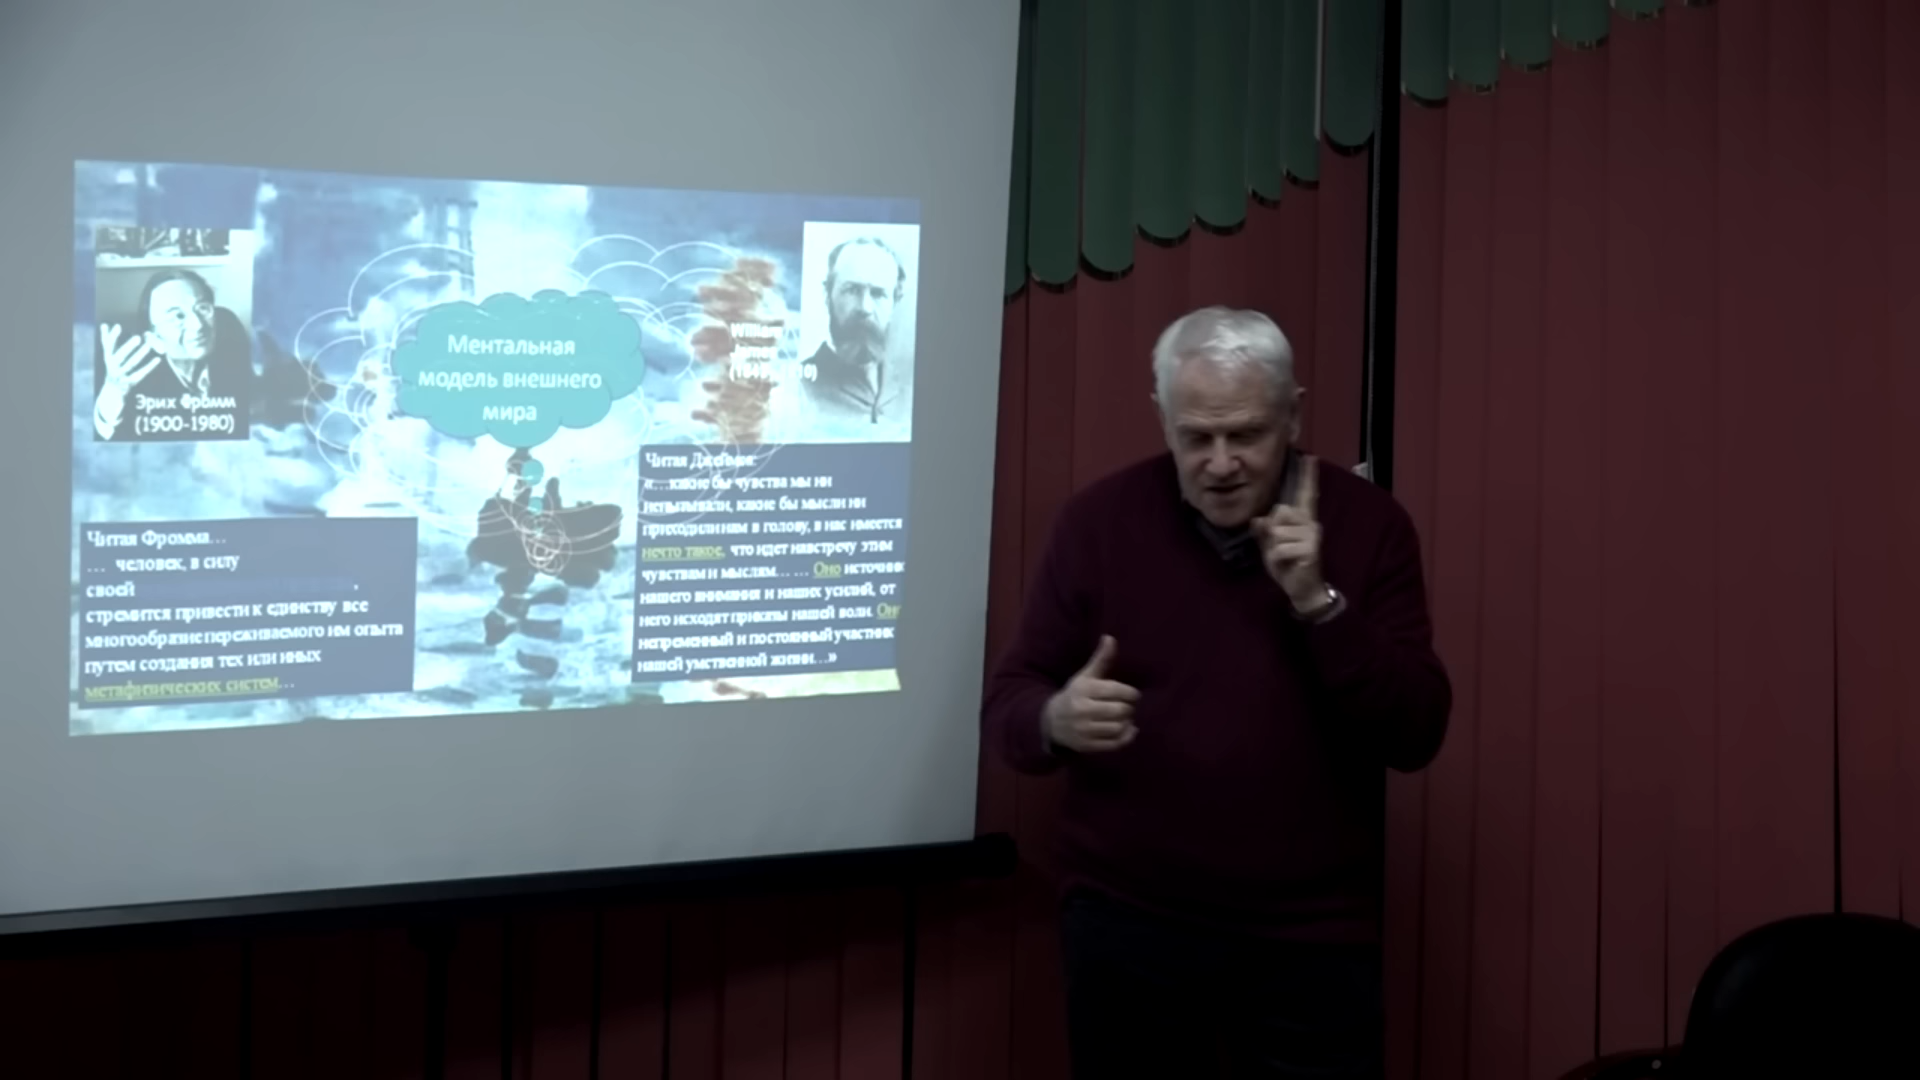 Эрих Фромм
(1900-1980)
Ментальная
модель внешнего
мира
William
Читая Фромма...
... человек, в силу
своей ,
стремится привести к единству все
многообразие переживаемого им опыта
путем создания тех или иных
метафизических систем...
Читая Джеймса:
«...какие бы чувства мы ни
испытывали, какие бы мысли ни
приходили нам в голову, в нас имеется
нечто такое, что идет навстречу этим
чувствам и мыслям... ... Оно источник
нашего внимания и наших усилий, от
него исходят приказы нашей воли. Оно
непременный и постоянный участник
нашей умственной жизни...»